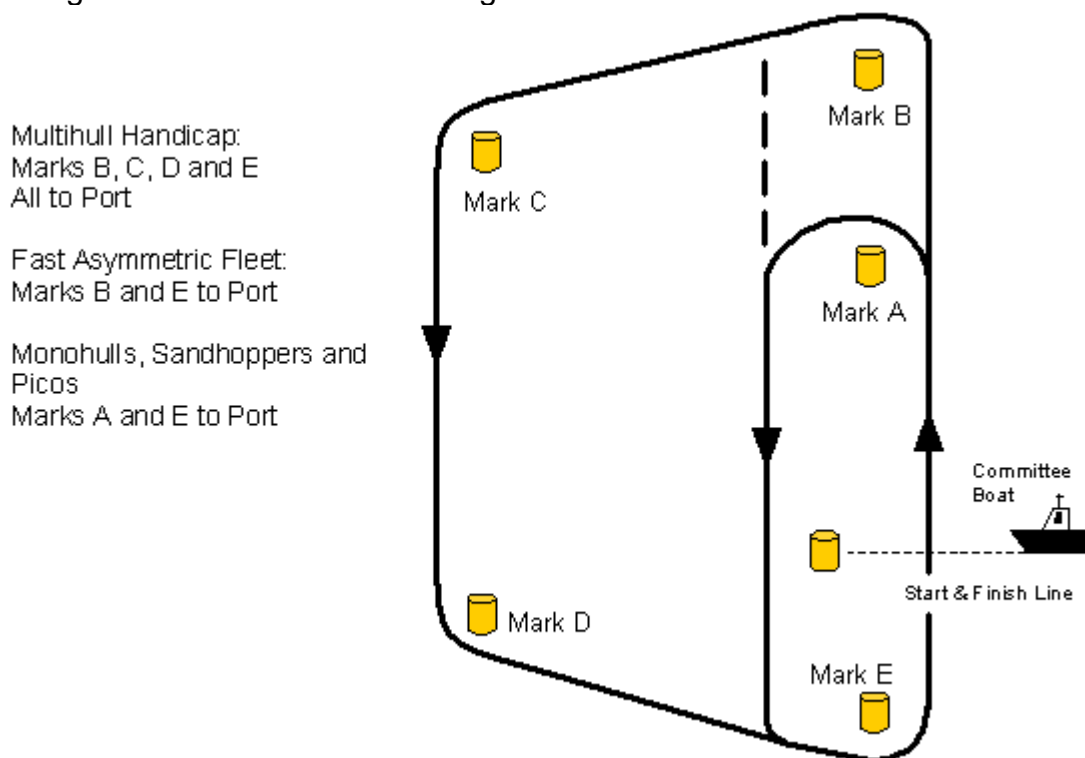 Multihull Handicap:
Marks B, C, D and E
All to Port
Fast Asymmetric Fleet:
Marks B and E to Port
Monohulls, Sandhoppers and
Picos
Marks A and E to Port
Mark B
Mark C
Mark A
Committee
Boat
Start & Finish Line
Mark D
Mark E